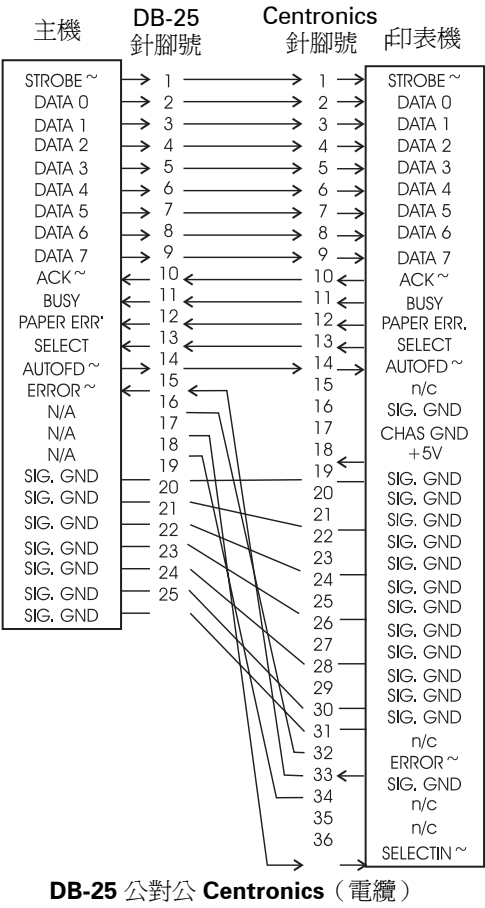 主機 DB-25 Centronics 印表機
針腳號 針腳號
STROBE~ 1 1 STROBE~
DATA 0 2 2 DATA 0
DATA 1 3 3 DATA 1
DATA 2 4 4 DATA 2
DATA 3 5 5 DATA 3
DATA 4 6 6 DATA 4
DATA 5 7 7 DATA 5
DATA 6 8 8 DATA 6
DATA 7 9 9 DATA 7
ACK~ 10 10 ACK~
BUSY 11 11 BUSY
PAPER ERR' 12 12 PAPER ERR.
SELECT 13 13 SELECT
AUTOFD~ 14 14 AUTOFD~
ERROR~ 15 15 n/c
N/A 16 16 SIG. GND
N/A 17 17 CHAS GND
N/A 18 18 +5V
SIG. GND 19 19 SIG. GND
SIG. GND 20 20 SIG. GND
SIG. GND 21 21 SIG. GND
SIG. GND 22 22 SIG. GND
SIG. GND 23 23 SIG. GND
SIG. GND 24 24 SIG. GND
SIG. GND 25 25 SIG. GND
26 SIG. GND
27 SIG. GND
28 SIG. GND
29 SIG. GND
30 SIG. GND
31 n/c
32 ERROR~
33 SIG. GND
34 n/c
35 n/c
36 SELECTIN~
DB-25 公對公 Centronics（電纜）